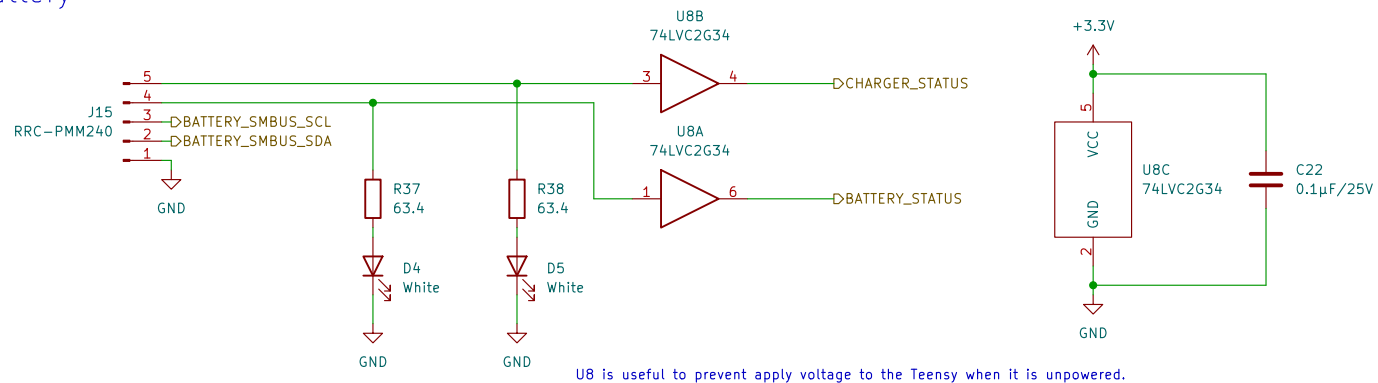 U8B
74LVC2G34
+3.3V
5
3
4
CHARGER_STATUS
4
J15
RRC-PMM240
3
BATTERY_SMBUS_SCL
2
BATTERY_SMBUS_SDA
1
GND
U8A
74LVC2G34
1
6
BATTERY_STATUS
R37
63.4
R38
63.4
D4
White
D5
White
GND
GND
5
VCC
GND
2
U8C
74LVC2G34
C22
0.1µF/25V
GND
U8 is useful to prevent apply voltage to the Teensy when it is unpowered.